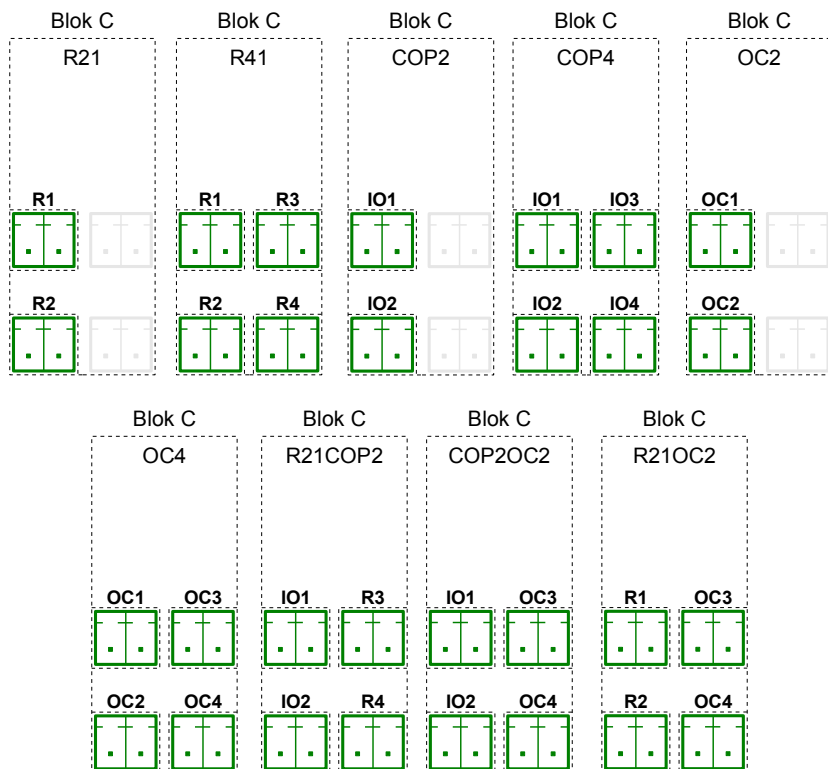 Blok C Blok C Blok C Blok C Blok C
R21 R41 COP2 COP4 OC2
R1 R1 R3 IO1 IO1 IO3 OC1
R2 R2 R4 IO2 IO2 IO4 OC2
Blok C Blok C Blok C Blok C
OC4 R21COP2 COP2OC2 R21OC2
OC1 OC3 IO1 R3 IO1 OC3 R1 OC3
OC2 OC4 IO2 R4 IO2 OC4 R2 OC4